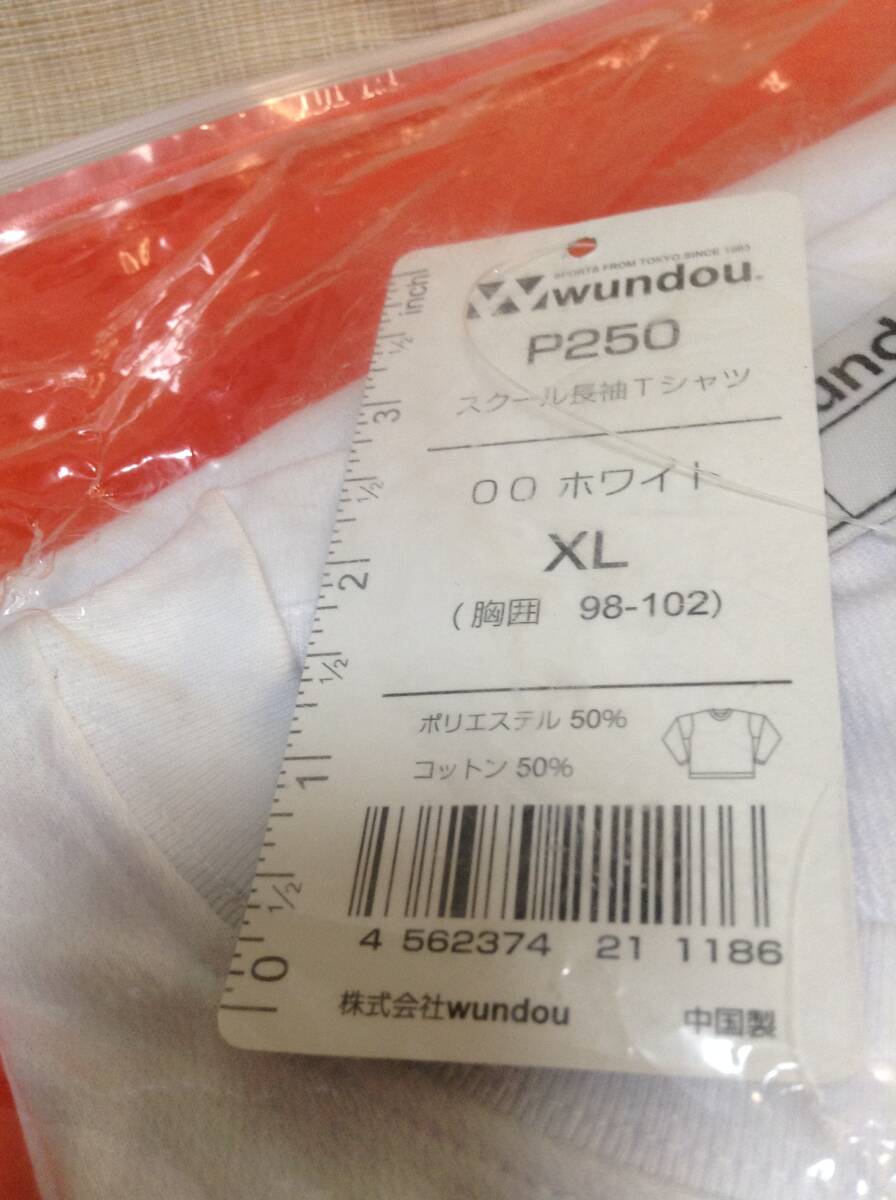 SPORTS FROM TOKYO SINCE 1983
wundou.
P250
スクール長袖Tシャツ
00 ホワイト
XL
(胸囲 98-102)
ポリエステル 50%
コットン 50%
4 562374 21 1186
株式会社wundou
中国製
inch
½
3
½
2
½
1
½
0